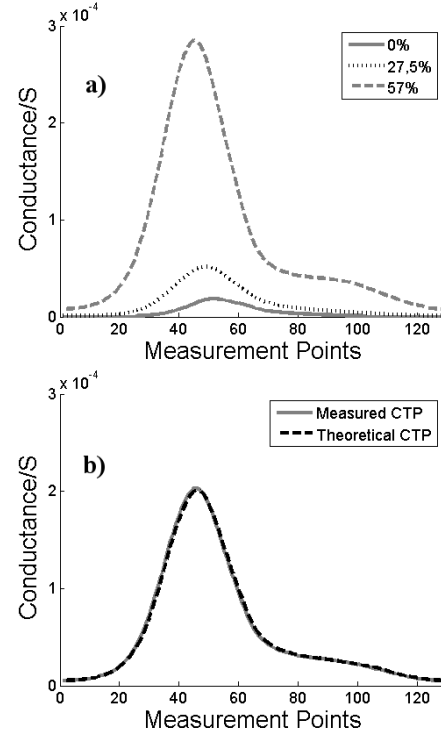 3 x 10⁻⁴
a)
0%
27,5%
57%
Conductance/S
2
1
0
0 20 40 60 80 100 120
Measurement Points
3 x 10⁻⁴
b)
Measured CTP
Theoretical CTP
Conductance/S
2
1
0
0 20 40 60 80 100 120
Measurement Points